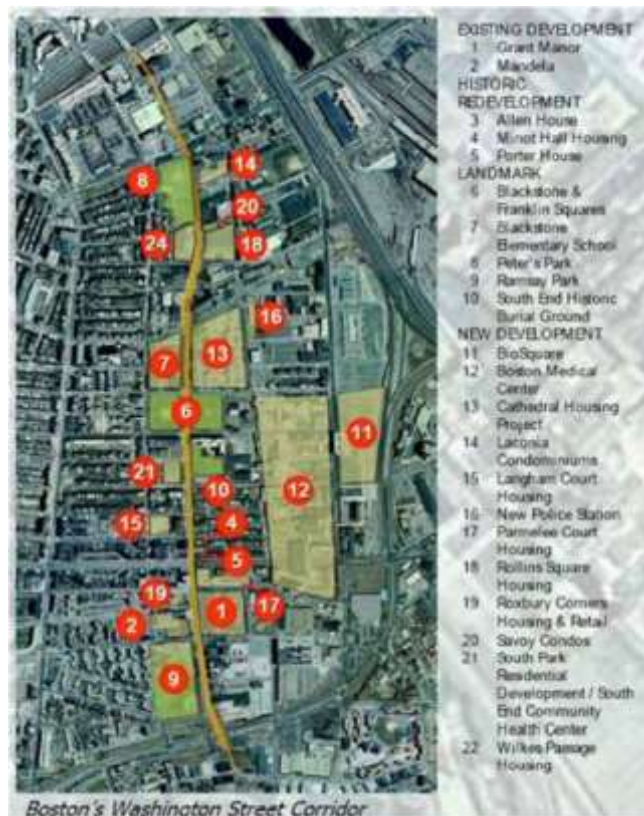 EXISTING DEVELOPMENT
1 Grant Manor
2 Mandela
HISTORIC
REDEVELOPMENT
3 Allen House
4 Minot Hall Housing
5 Porter House
LANDMARK
6 Blackstone &
Franklin Squares
7 Blackstone
Elementary School
8 Peter's Park
9 Ramsay Park
10 South End Historic
Burial Ground
NEW DEVELOPMENT
11 BioSquare
12 Boston Medical
Center
13 Cathedral Housing
Project
14 Laconia
Condominiums
15 Langham Court
Housing
16 New Police Station
17 Parmelee Court
Housing
18 Rollins Square
Housing
19 Roxbury Corners
Housing & Retail
20 Savoy Condos
21 South Park
Residential
Development / South
End Community
Health Center
22 Wilkes Passage
Housing
8
14
20
24
18
16
13
7
6
11
21
10
12
15
4
5
19
17
1
2
9
Boston's Washington Street Corridor